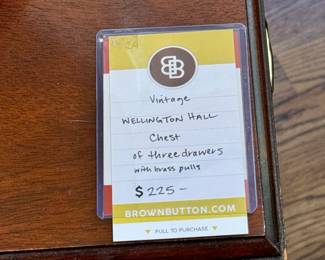 BB
Vintage
WELLINGTON HALL
Chest
of three drawers
with brass pulls
$225-
BROWNBUTTON.COM
▼ PULL TO PURCHASE ▼